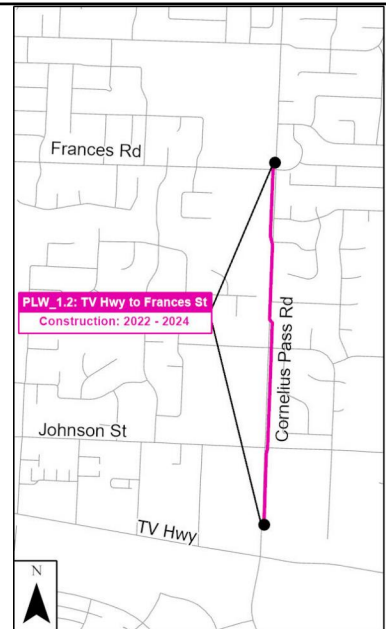 Frances Rd
PLW_1.2: TV Hwy to Frances St
Construction: 2022 - 2024
Cornelius Pass Rd
Johnson St
TV Hwy
N